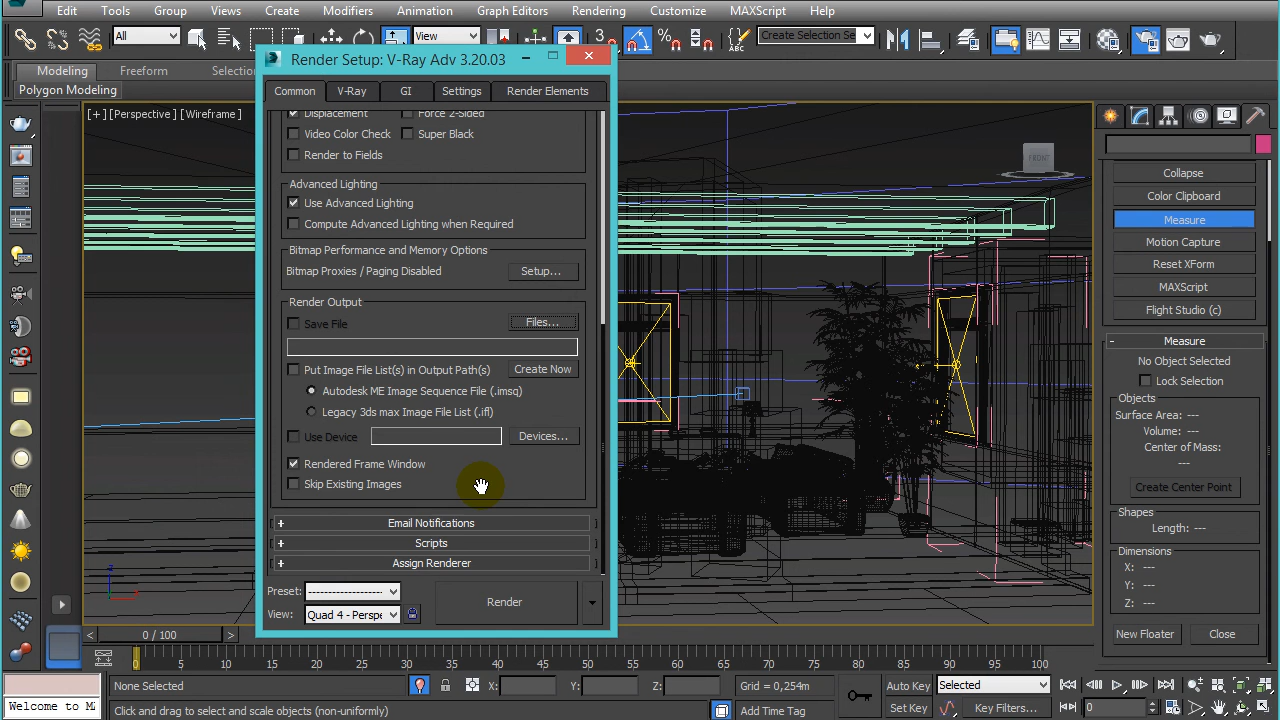 Edit Tools Group Views Create Modifiers Animation Graph Editors Rendering Customize MAXScript Help
All
View
3
Create Selection Se
Render Setup: V-Ray Adv 3.20.03
Modeling Freeform Selection
Polygon Modeling
Common V-Ray GI Settings Render Elements
[ + ] [ Perspective ] [ Wireframe ]
Displacement Force 2-Sided
Video Color Check Super Black
Render to Fields
Advanced Lighting
Use Advanced Lighting
Compute Advanced Lighting when Required
Bitmap Performance and Memory Options
Bitmap Proxies / Paging Disabled Setup...
Render Output
Save File Files...
Put Image File List(s) in Output Path(s) Create Now
Autodesk ME Image Sequence File (.imsq)
Legacy 3ds max Image File List (.ifl)
Use Device Devices...
Rendered Frame Window
Skip Existing Images
+ Email Notifications
+ Scripts
+ Assign Renderer
Preset: --------------------
Render
View: Quad 4 - Perspe
FRONT
Collapse
Color Clipboard
Measure
Motion Capture
Reset XForm
MAXScript
Flight Studio (c)
- Measure
No Object Selected
Lock Selection
Objects
Surface Area: ---
Volume: ---
Center of Mass:
---
Create Center Point
Shapes
Length: ---
Dimensions
X: ---
Y: ---
Z: ---
New Floater Close
< 0 / 100 >
0 5 10 15 20 25 30 35 40 45 50 55 60 65 70 75 80 85 90 95 100
None Selected X: Y: Z: Grid = 0,254m Auto Key Selected
Welcome to MA Click and drag to select and scale objects (non-uniformly) Add Time Tag Set Key Key Filters... 0